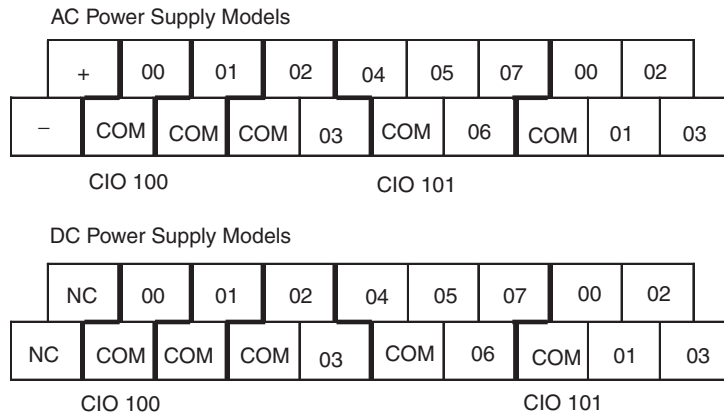 AC Power Supply Models
+ 00 01 02 04 05 07 00 02
− COM COM COM 03 COM 06 COM 01 03
CIO 100 CIO 101
DC Power Supply Models
NC 00 01 02 04 05 07 00 02
NC COM COM COM 03 COM 06 COM 01 03
CIO 100 CIO 101